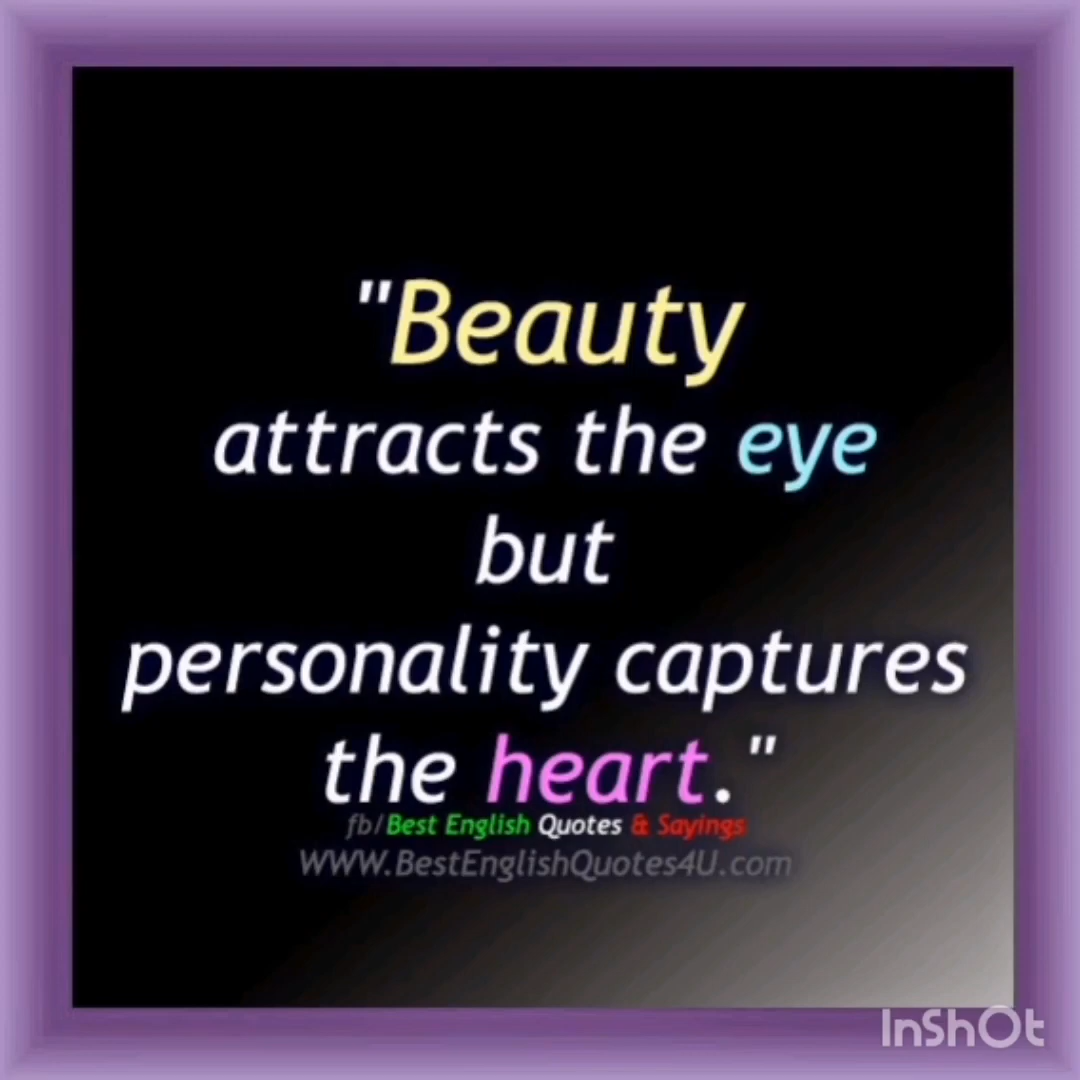 "Beauty
attracts the eye
but
personality captures
the heart."
fb/Best English Quotes & Sayings
WWW.BestEnglishQuotes4U.com
InShOt